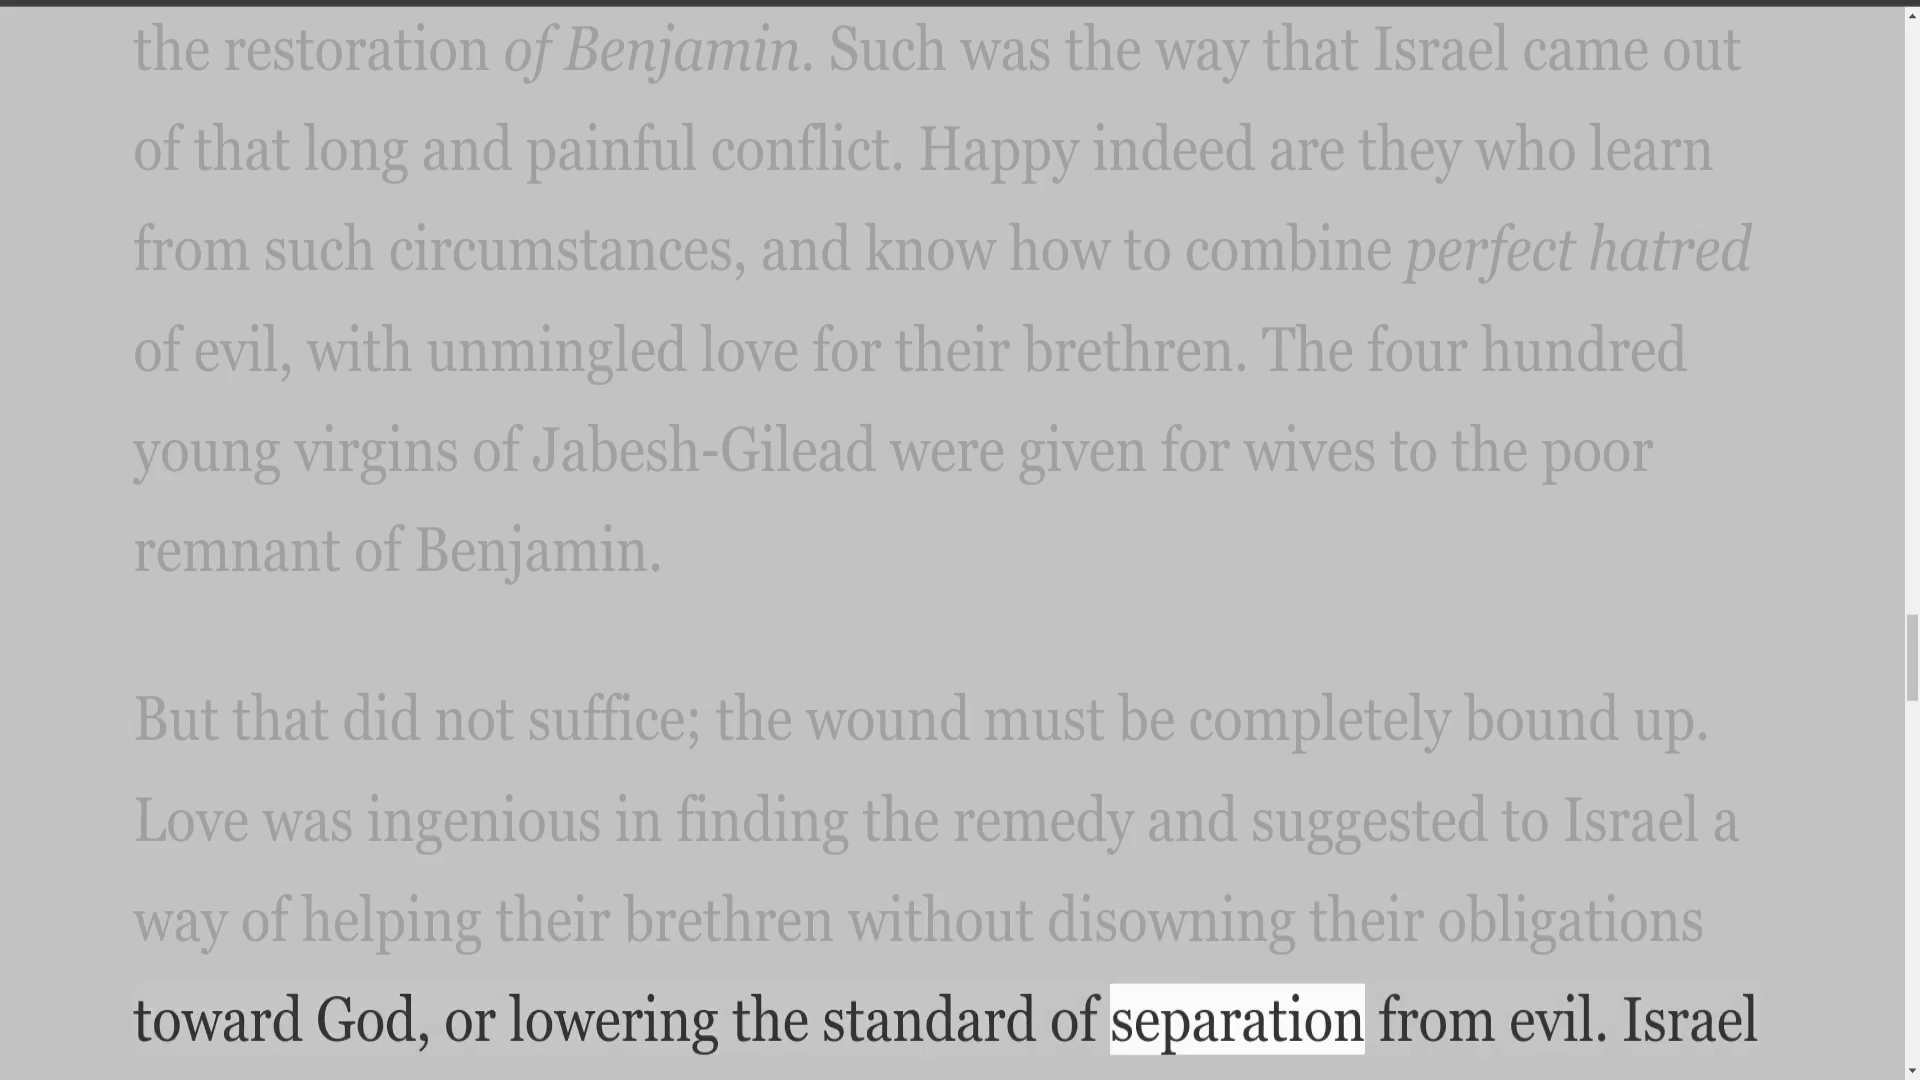 the restoration of Benjamin. Such was the way that Israel came out
of that long and painful conflict. Happy indeed are they who learn
from such circumstances, and know how to combine perfect hatred
of evil, with unmingled love for their brethren. The four hundred
young virgins of Jabesh-Gilead were given for wives to the poor
remnant of Benjamin.
But that did not suffice; the wound must be completely bound up.
Love was ingenious in finding the remedy and suggested to Israel a
way of helping their brethren without disowning their obligations
toward God, or lowering the standard of separation from evil. Israel